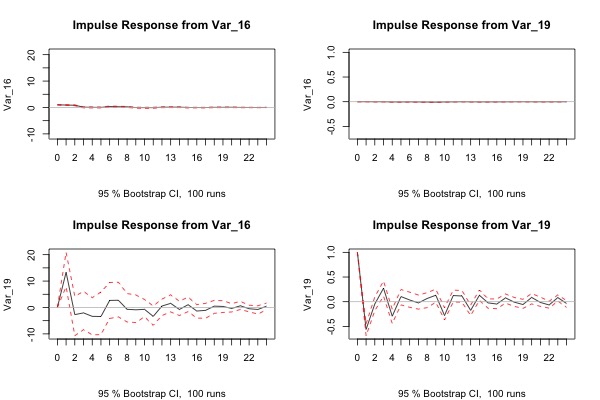 Impulse Response from Var_16
Var_16
-10 0 10 20
0 2 4 6 8 10 13 16 19 22
95 % Bootstrap CI,  100 runs
Impulse Response from Var_19
Var_16
-0.5 0.0 0.5 1.0
0 2 4 6 8 10 13 16 19 22
95 % Bootstrap CI,  100 runs
Impulse Response from Var_16
Var_19
-10 0 10 20
0 2 4 6 8 10 13 16 19 22
95 % Bootstrap CI,  100 runs
Impulse Response from Var_19
Var_19
-0.5 0.0 0.5 1.0
0 2 4 6 8 10 13 16 19 22
95 % Bootstrap CI,  100 runs